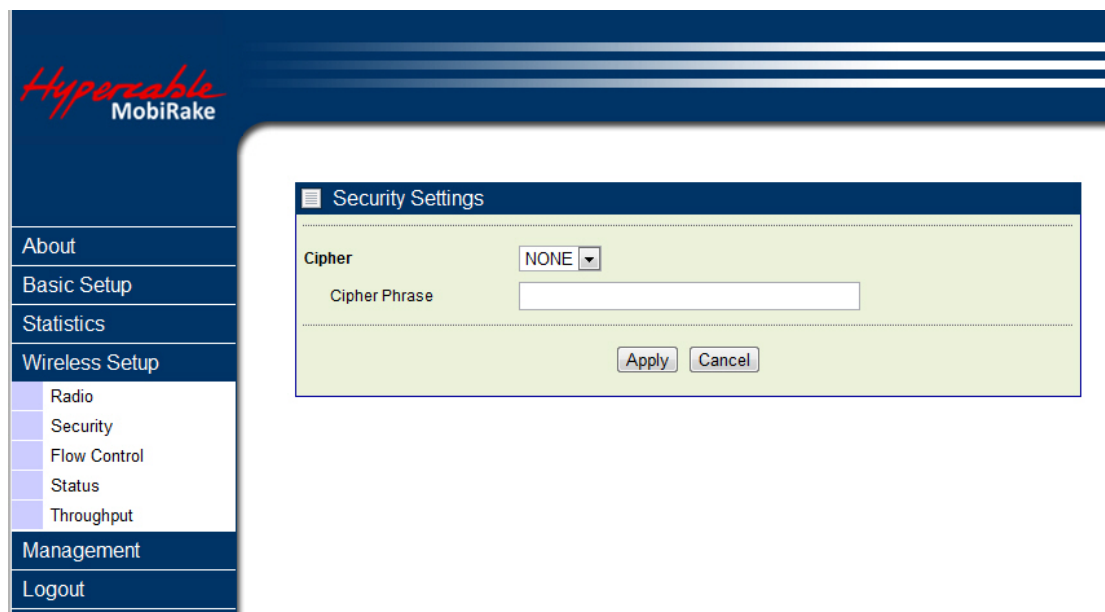 Hypercable
MobiRake
About
Basic Setup
Statistics
Wireless Setup
Radio
Security
Flow Control
Status
Throughput
Management
Logout
Security Settings
Cipher NONE
Cipher Phrase
Apply Cancel